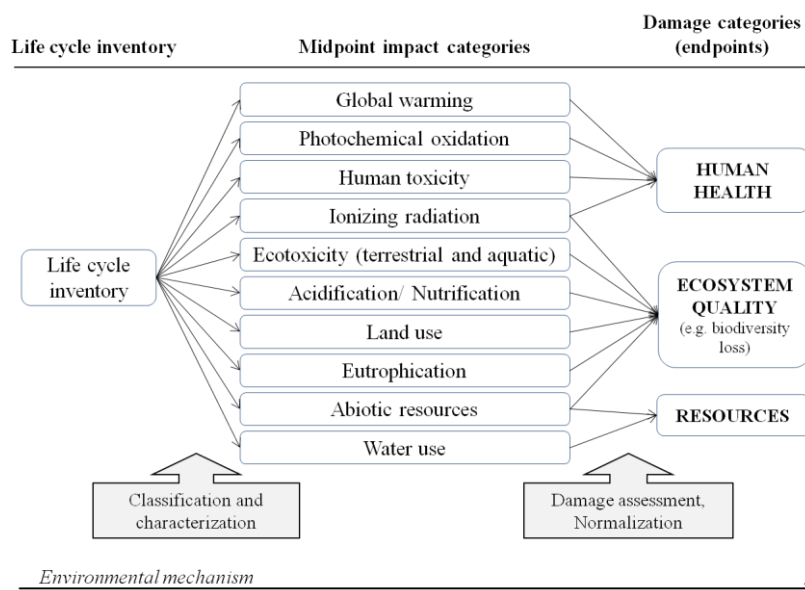 Life cycle inventory
Midpoint impact categories
Damage categories
(endpoints)
Global warming
Photochemical oxidation
Human toxicity
Ionizing radiation
Ecotoxicity (terrestrial and aquatic)
Acidification/ Nutrification
Land use
Eutrophication
Abiotic resources
Water use
Life cycle
inventory
HUMAN
HEALTH
ECOSYSTEM
QUALITY
(e.g. biodiversity
loss)
RESOURCES
Classification and
characterization
Damage assessment,
Normalization
Environmental mechanism